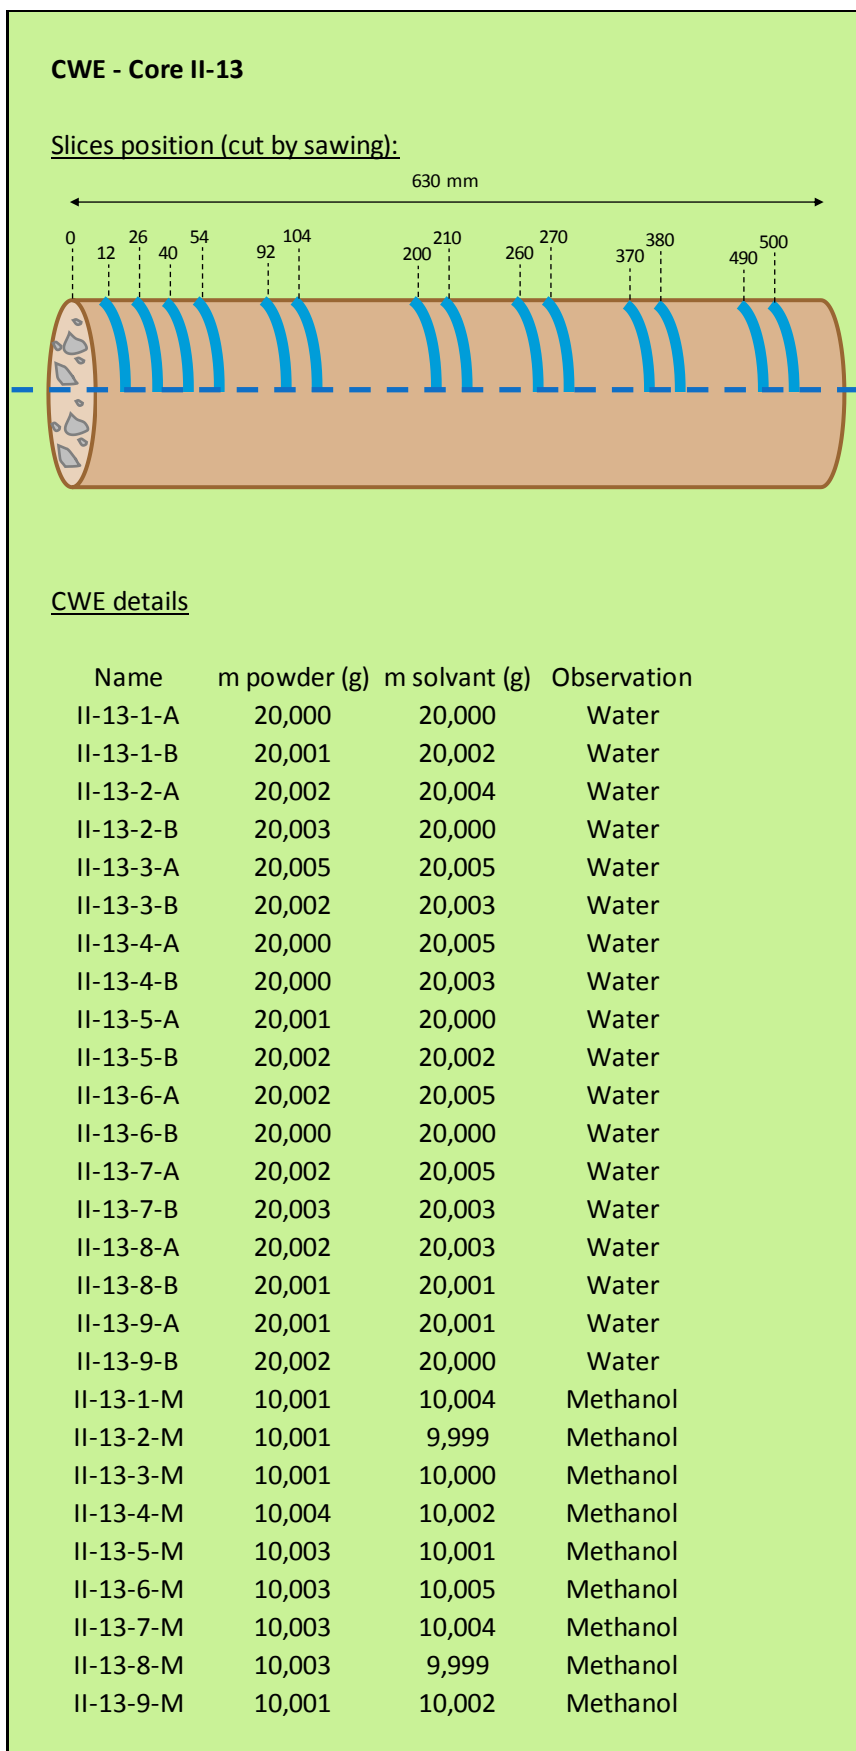 CWE - Core II-13
Slices position (cut by sawing):
630 mm
0 12 26 40 54 92 104 200 210 260 270 370 380 490 500
CWE details
Name m powder (g) m solvant (g) Observation
II-13-1-A 20,000 20,000 Water
II-13-1-B 20,001 20,002 Water
II-13-2-A 20,002 20,004 Water
II-13-2-B 20,003 20,000 Water
II-13-3-A 20,005 20,005 Water
II-13-3-B 20,002 20,003 Water
II-13-4-A 20,000 20,005 Water
II-13-4-B 20,000 20,003 Water
II-13-5-A 20,001 20,000 Water
II-13-5-B 20,002 20,002 Water
II-13-6-A 20,002 20,005 Water
II-13-6-B 20,000 20,000 Water
II-13-7-A 20,002 20,005 Water
II-13-7-B 20,003 20,003 Water
II-13-8-A 20,002 20,003 Water
II-13-8-B 20,001 20,001 Water
II-13-9-A 20,001 20,001 Water
II-13-9-B 20,002 20,000 Water
II-13-1-M 10,001 10,004 Methanol
II-13-2-M 10,001 9,999 Methanol
II-13-3-M 10,001 10,000 Methanol
II-13-4-M 10,004 10,002 Methanol
II-13-5-M 10,003 10,001 Methanol
II-13-6-M 10,003 10,005 Methanol
II-13-7-M 10,003 10,004 Methanol
II-13-8-M 10,003 9,999 Methanol
II-13-9-M 10,001 10,002 Methanol